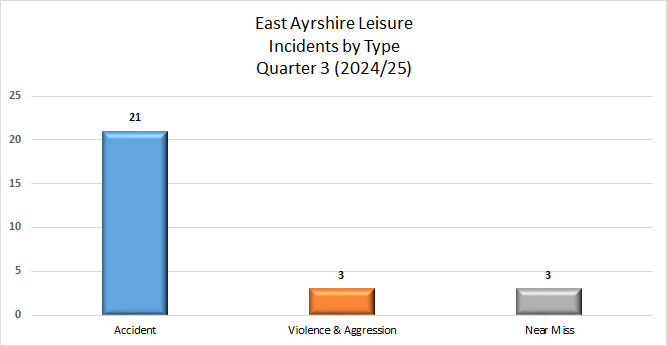 East Ayrshire Leisure
Incidents by Type
Quarter 3 (2024/25)
25
20
15
10
5
0
21
3
3
Accident
Violence & Aggression
Near Miss